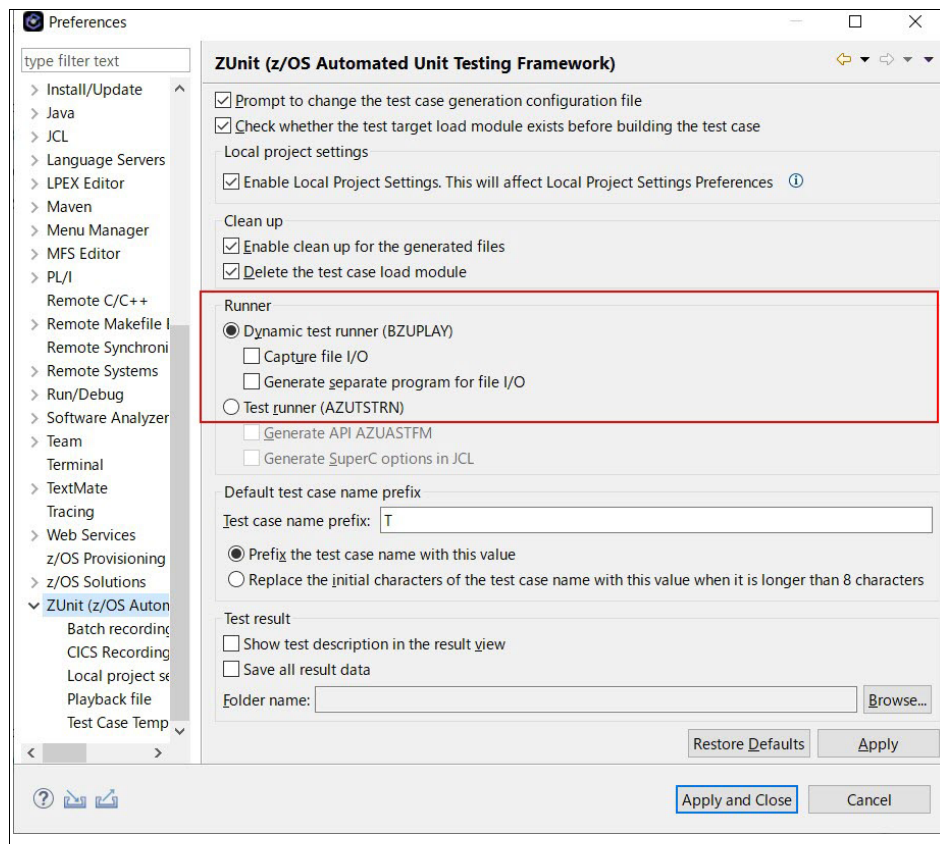 Preferences
type filter text
Install/Update
Java
JCL
Language Servers
LPEX Editor
Maven
Menu Manager
MFS Editor
PL/I
Remote C/C++
Remote Makefile
Remote Synchroni
Remote Systems
Run/Debug
Software Analyzer
Team
Terminal
TextMate
Tracing
Web Services
z/OS Provisioning
z/OS Solutions
ZUnit (z/OS Auton
Batch recording
CICS Recording
Local project se
Playback file
Test Case Temp
ZUnit (z/OS Automated Unit Testing Framework)
Prompt to change the test case generation configuration file
Check whether the test target load module exists before building the test case
Local project settings
Enable Local Project Settings. This will affect Local Project Settings Preferences
Clean up
Enable clean up for the generated files
Delete the test case load module
Runner
Dynamic test runner (BZUPLAY)
Capture file I/O
Generate separate program for file I/O
Test runner (AZUTSTRN)
Generate API AZUASTFM
Generate SuperC options in JCL
Default test case name prefix
Test case name prefix: T
Prefix the test case name with this value
Replace the initial characters of the test case name with this value when it is longer than 8 characters
Test result
Show test description in the result view
Save all result data
Folder name: Browse...
Restore Defaults Apply
Apply and Close Cancel